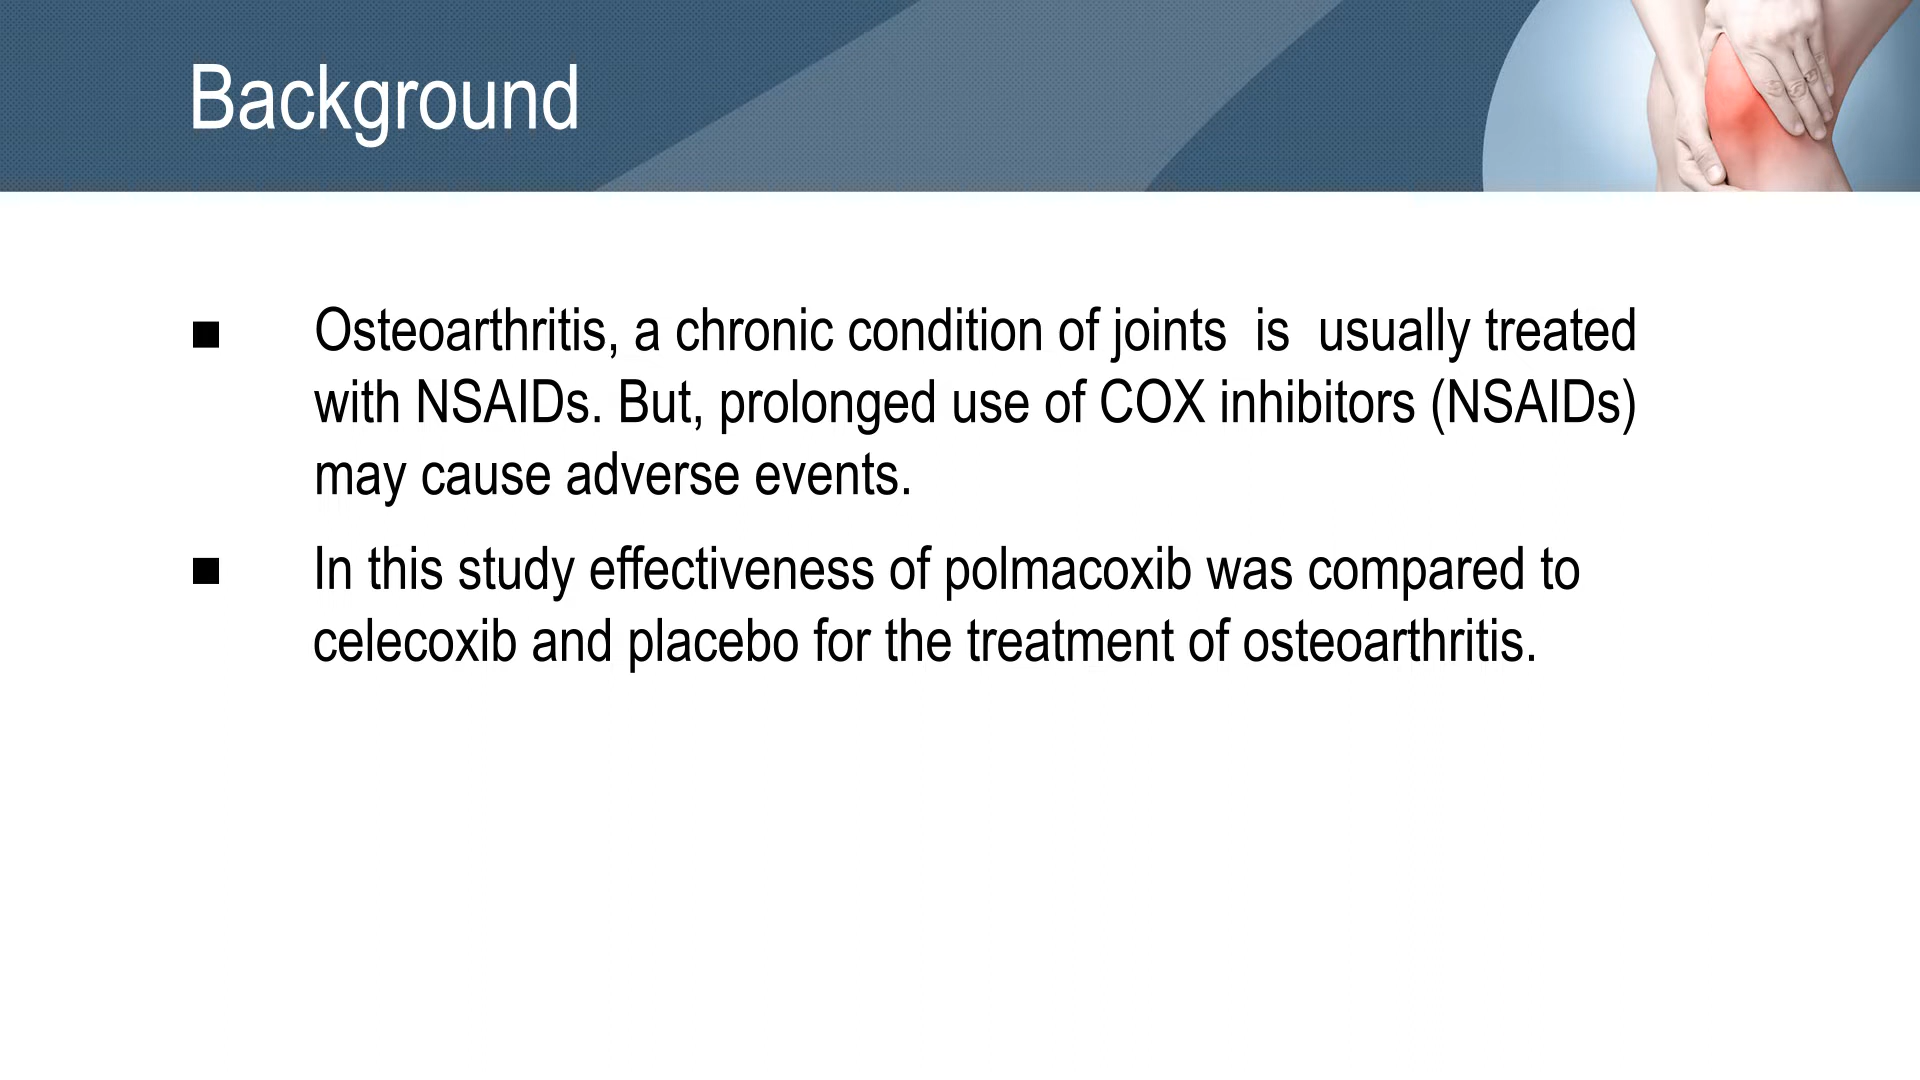 Background
■ Osteoarthritis, a chronic condition of joints  is  usually treated
with NSAIDs. But, prolonged use of COX inhibitors (NSAIDs)
may cause adverse events.
■ In this study effectiveness of polmacoxib was compared to
celecoxib and placebo for the treatment of osteoarthritis.